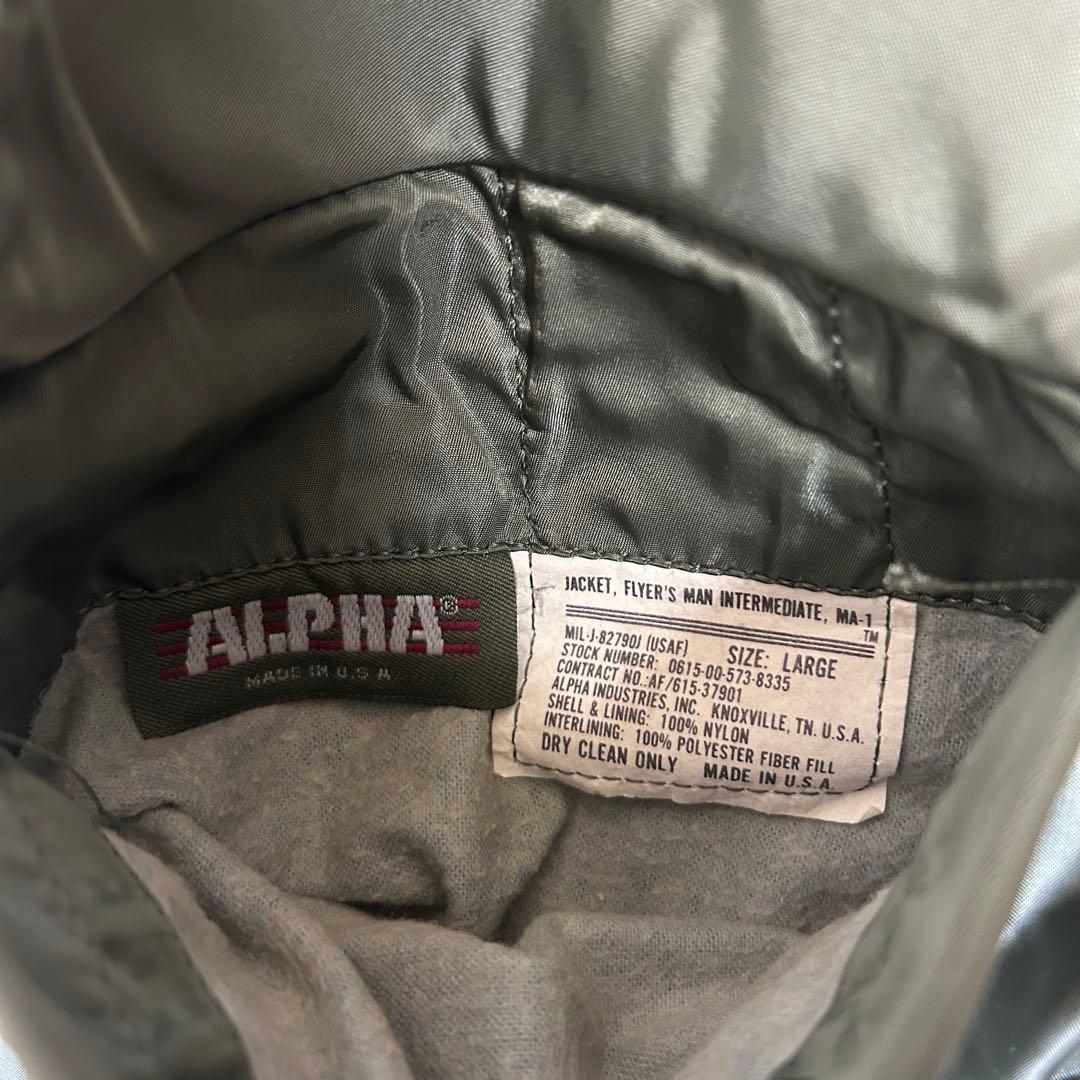 ALPHA®
MADE IN U.S.A
JACKET, FLYER'S MAN INTERMEDIATE, MA-1
TM
MIL-J-82790J (USAF) SIZE: LARGE
STOCK NUMBER: 0615-00-573-8335
CONTRACT NO.:AF/615-37901
ALPHA INDUSTRIES, INC. KNOXVILLE, TN. U.S.A.
SHELL & LINING: 100% NYLON
INTERLINING: 100% POLYESTER FIBER FILL
DRY CLEAN ONLY MADE IN U.S.A.